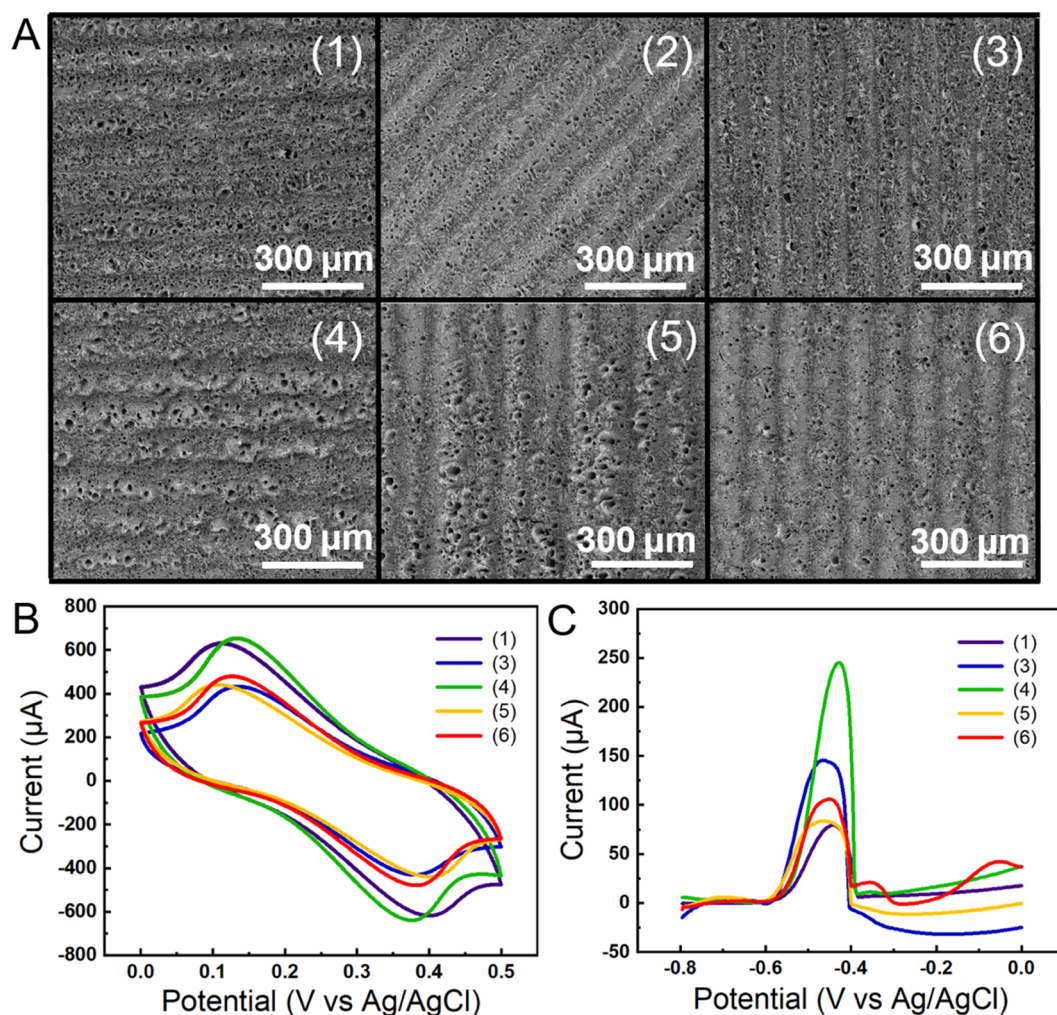 A
(1)
(2)
(3)
300 µm
300 µm
300 µm
(4)
(5)
(6)
300 µm
300 µm
300 µm
B
800
600
400
200
0
-200
-400
-600
-800
Current (µA)
0.0 0.1 0.2 0.3 0.4 0.5
Potential (V vs Ag/AgCl)
(1)
(3)
(4)
(5)
(6)
C
300
250
200
150
100
50
0
-50
Current (µA)
-0.8 -0.6 -0.4 -0.2 0.0
Potential (V vs Ag/AgCl)
(1)
(3)
(4)
(5)
(6)